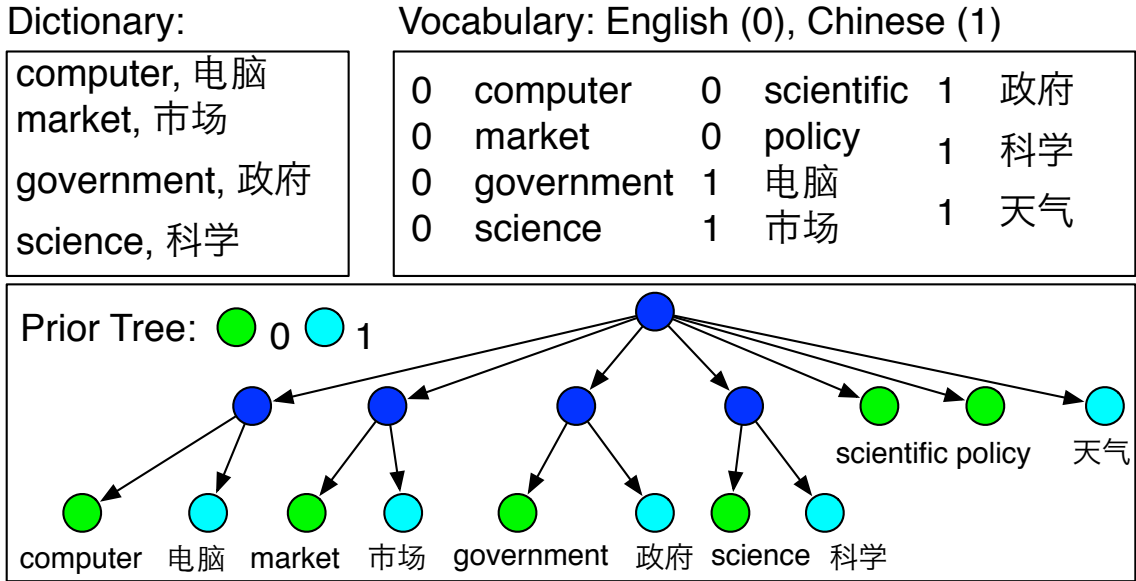 Dictionary:
computer, 电脑
market, 市场
government, 政府
science, 科学
Vocabulary: English (0), Chinese (1)
0 computer 0 scientific 1 政府
0 market 0 policy 1 科学
0 government 1 电脑 1 天气
0 science 1 市场
Prior Tree: 0 1
scientific policy 天气
computer 电脑 market 市场 government 政府 science 科学